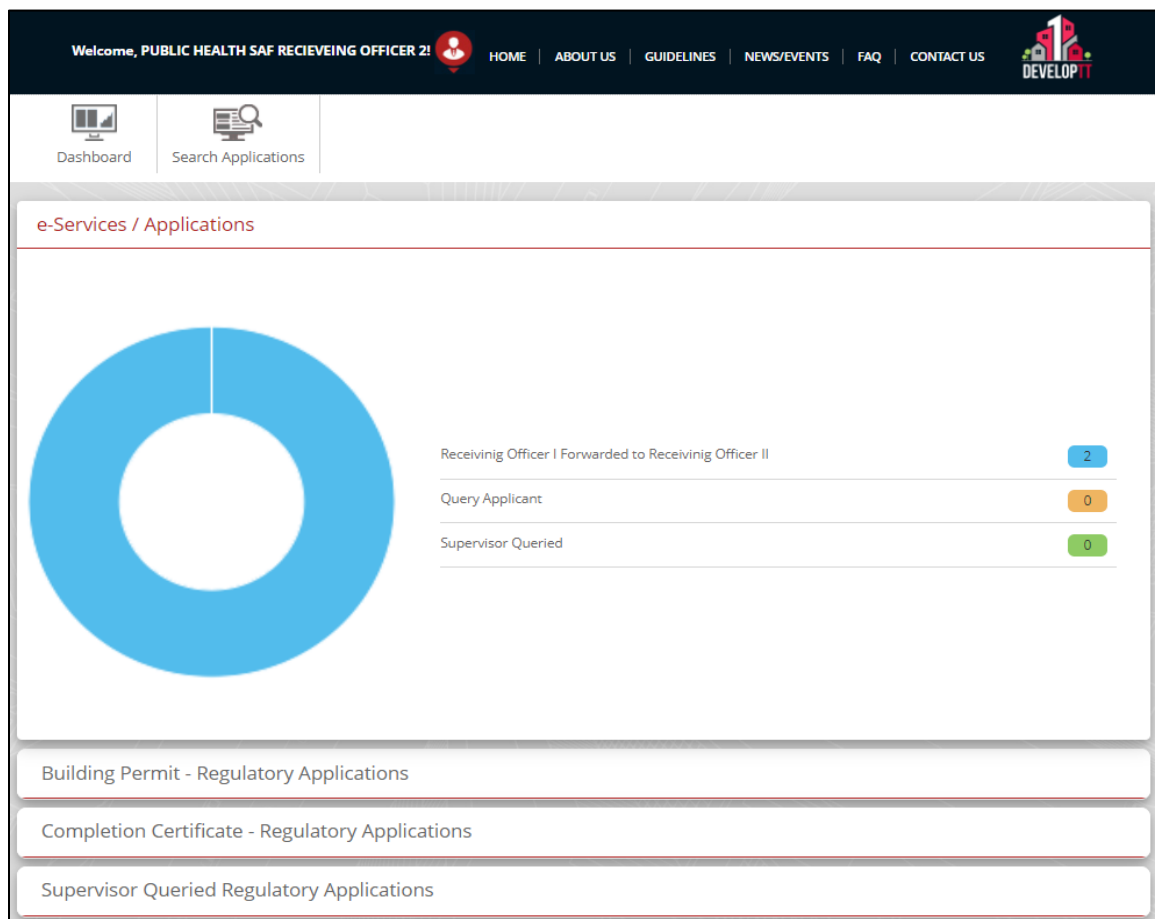 Welcome, PUBLIC HEALTH SAF RECIEVEING OFFICER 2!
HOME | ABOUT US | GUIDELINES | NEWS/EVENTS | FAQ | CONTACT US
DEVELOPTT
Dashboard
Search Applications
e-Services / Applications
Receivinig Officer I Forwarded to Receivinig Officer II 2
Query Applicant 0
Supervisor Queried 0
Building Permit - Regulatory Applications
Completion Certificate - Regulatory Applications
Supervisor Queried Regulatory Applications